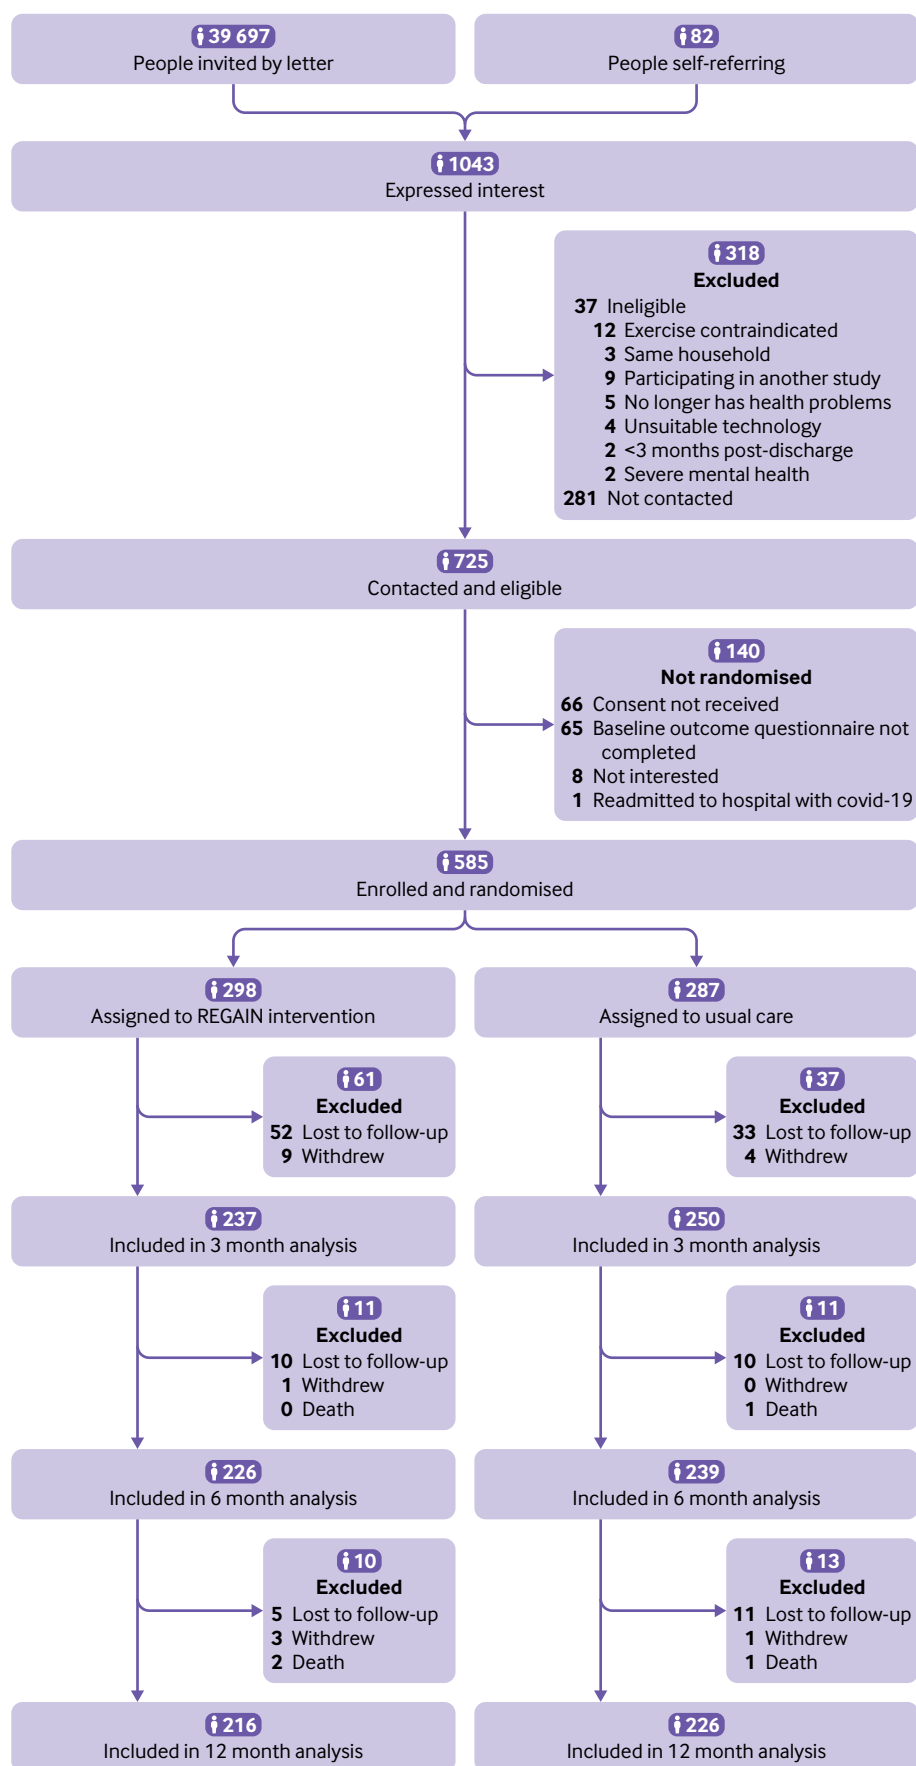 39 697
People invited by letter
82
People self-referring
1043
Expressed interest
318
Excluded
37 Ineligible
12 Exercise contraindicated
3 Same household
9 Participating in another study
5 No longer has health problems
4 Unsuitable technology
2 <3 months post-discharge
2 Severe mental health
281 Not contacted
725
Contacted and eligible
140
Not randomised
66 Consent not received
65 Baseline outcome questionnaire not
completed
8 Not interested
1 Readmitted to hospital with covid-19
585
Enrolled and randomised
298
Assigned to REGAIN intervention
287
Assigned to usual care
61
Excluded
52 Lost to follow-up
9 Withdrew
37
Excluded
33 Lost to follow-up
4 Withdrew
237
Included in 3 month analysis
250
Included in 3 month analysis
11
Excluded
10 Lost to follow-up
1 Withdrew
0 Death
11
Excluded
10 Lost to follow-up
0 Withdrew
1 Death
226
Included in 6 month analysis
239
Included in 6 month analysis
10
Excluded
5 Lost to follow-up
3 Withdrew
2 Death
13
Excluded
11 Lost to follow-up
1 Withdrew
1 Death
216
Included in 12 month analysis
226
Included in 12 month analysis